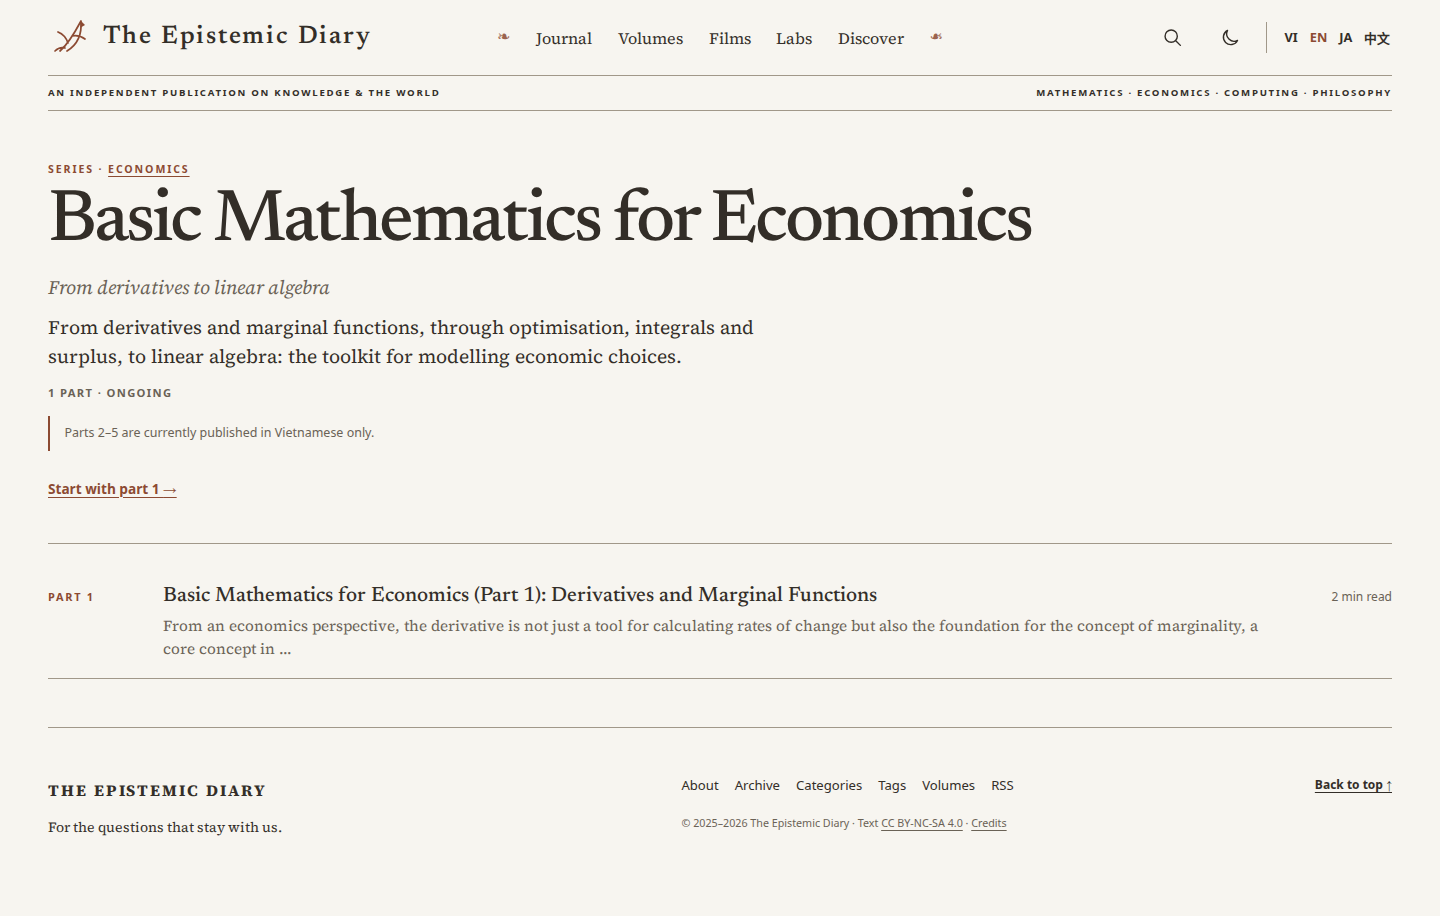 The Epistemic Diary
❧ Journal Volumes Films Labs Discover ☙
VI EN JA 中文
AN INDEPENDENT PUBLICATION ON KNOWLEDGE & THE WORLD
MATHEMATICS · ECONOMICS · COMPUTING · PHILOSOPHY
SERIES · ECONOMICS
Basic Mathematics for Economics
From derivatives to linear algebra
From derivatives and marginal functions, through optimisation, integrals and
surplus, to linear algebra: the toolkit for modelling economic choices.
1 PART · ONGOING
Parts 2–5 are currently published in Vietnamese only.
Start with part 1 →
PART 1
Basic Mathematics for Economics (Part 1): Derivatives and Marginal Functions
2 min read
From an economics perspective, the derivative is not just a tool for calculating rates of change but also the foundation for the concept of marginality, a
core concept in ...
THE EPISTEMIC DIARY
For the questions that stay with us.
About Archive Categories Tags Volumes RSS
© 2025–2026 The Epistemic Diary · Text CC BY-NC-SA 4.0 · Credits
Back to top ↑